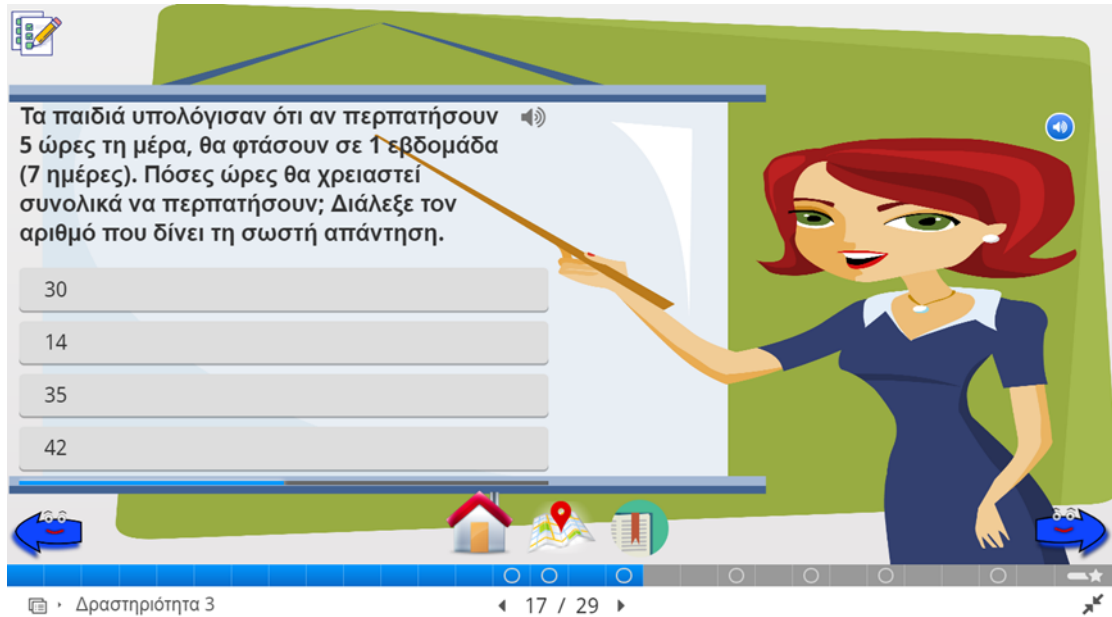 Τα παιδιά υπολόγισαν ότι αν περπατήσουν
5 ώρες τη μέρα, θα φτάσουν σε 1 εβδομάδα
(7 ημέρες). Πόσες ώρες θα χρειαστεί
συνολικά να περπατήσουν; Διάλεξε τον
αριθμό που δίνει τη σωστή απάντηση.
30
14
35
42
Δραστηριότητα 3
17 / 29